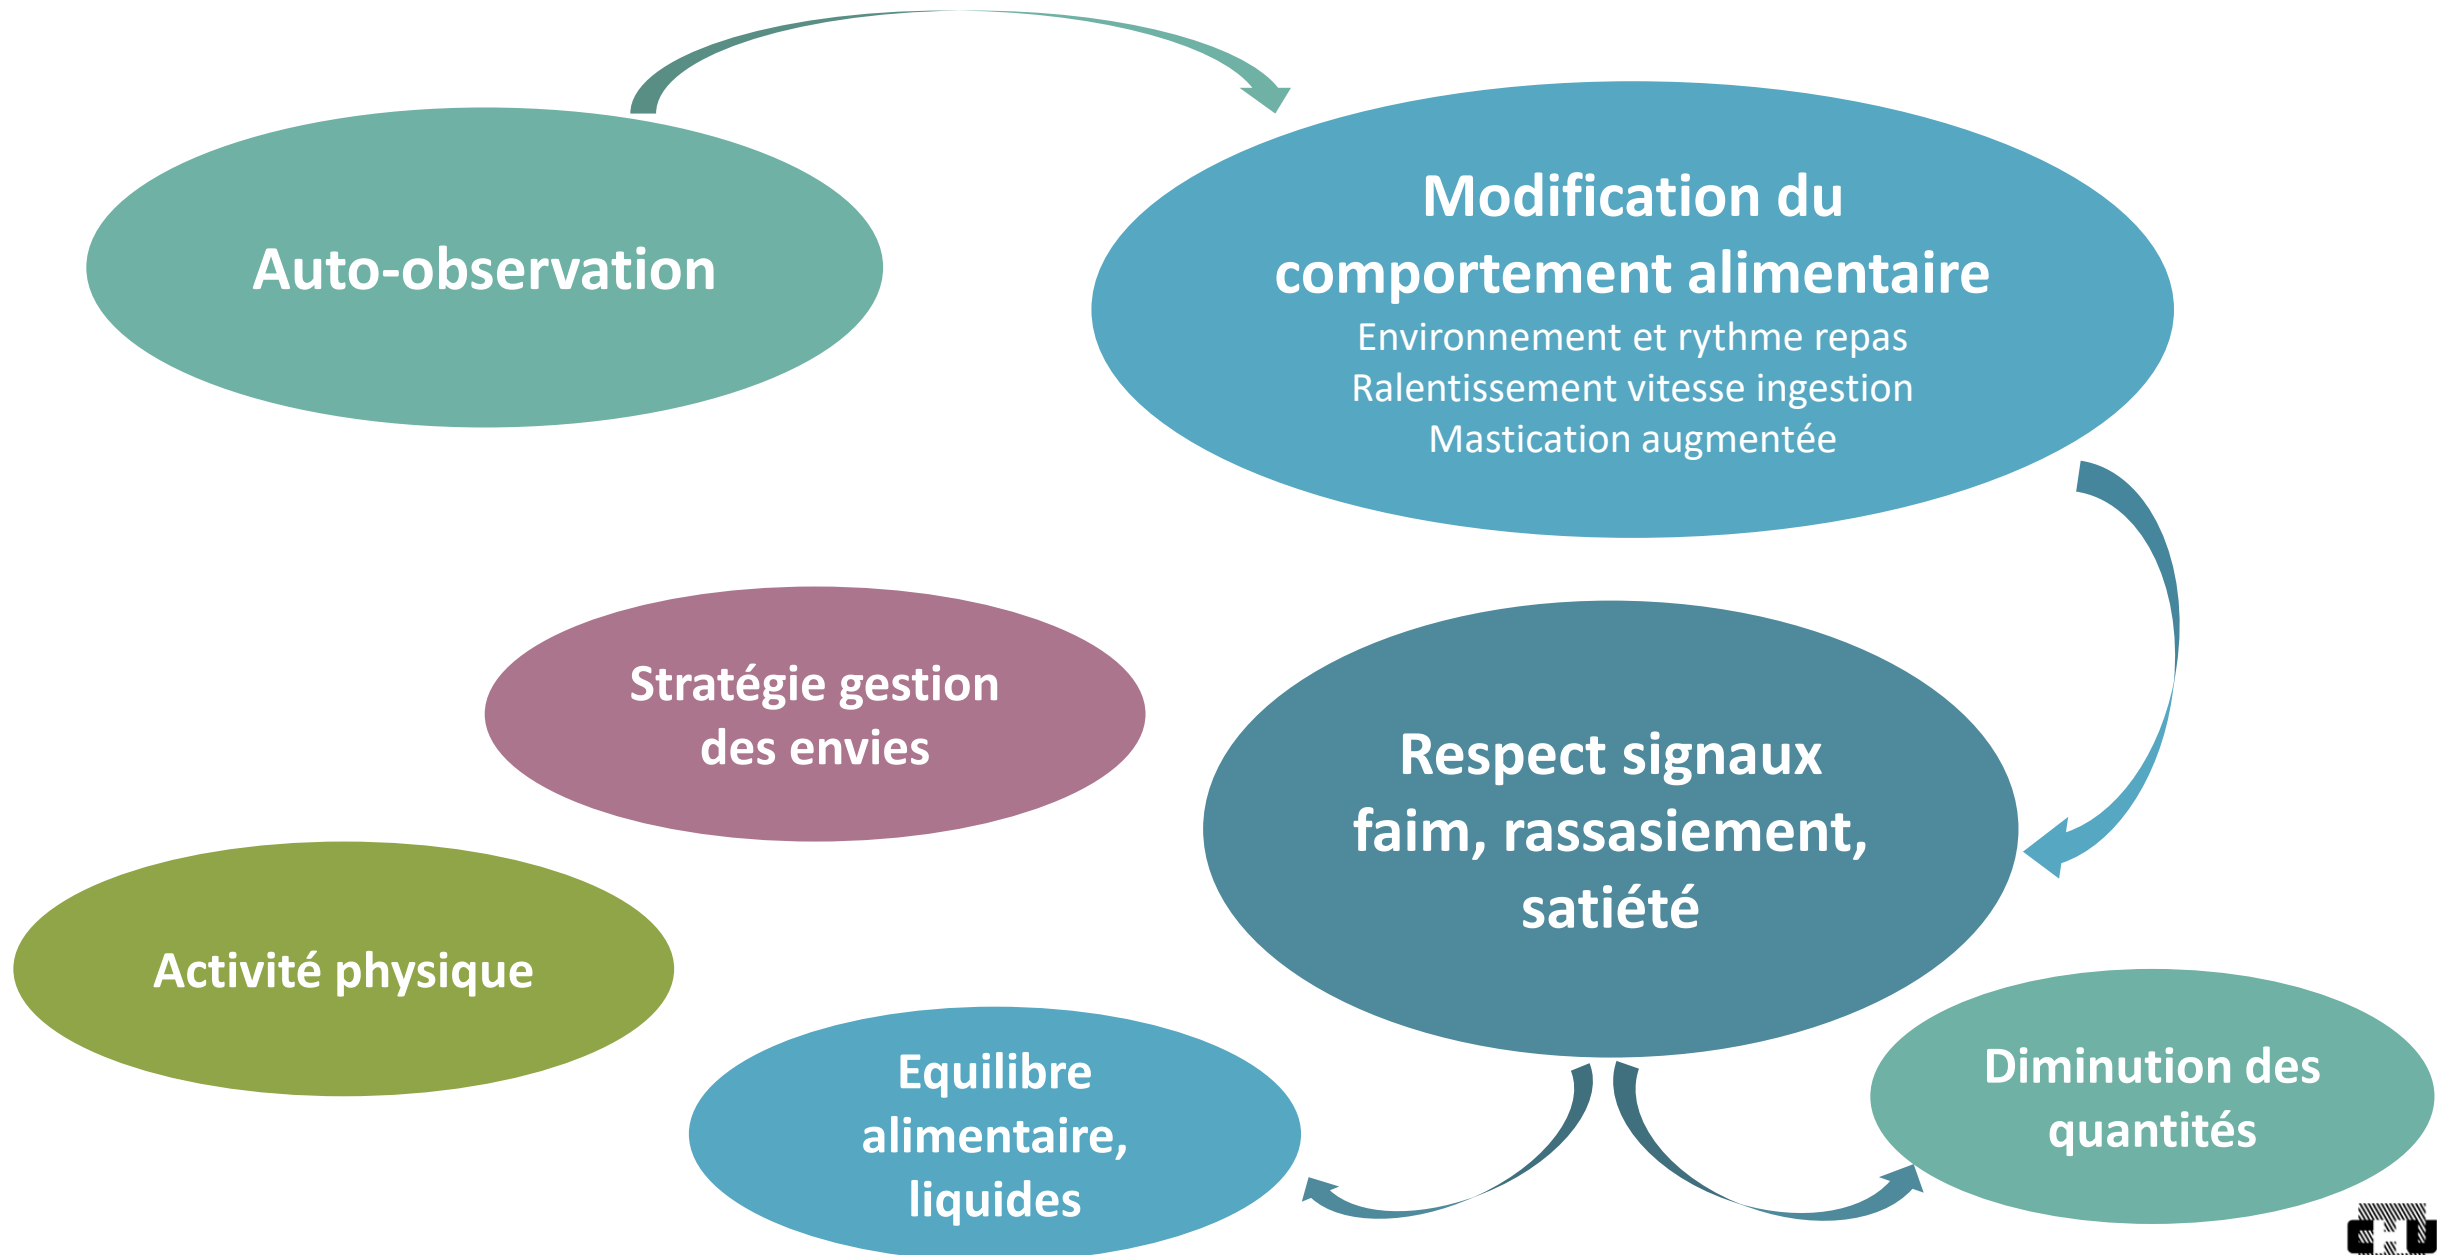 Auto-observation
Modification du
comportement alimentaire
Environnement et rythme repas
Ralentissement vitesse ingestion
Mastication augmentée
Stratégie gestion
des envies
Respect signaux
faim, rassasiement,
satiété
Activité physique
Equilibre
alimentaire,
liquides
Diminution des
quantités
CHU